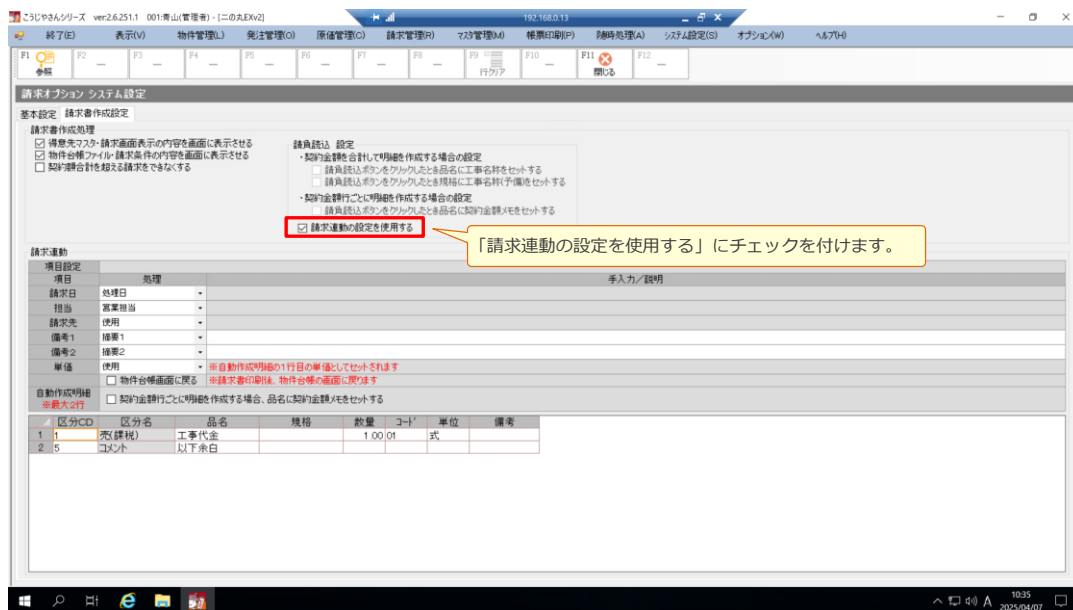 こうじやさんシリーズ ver.2.6.251.1 001:青山(管理者) - [二の丸EXv2]
192.168.0.13
終了(E) 表示(V) 物件管理(L) 発注管理(O) 原価管理(C) 請求管理(R) マスタ管理(M) 帳票印刷(P) 随時処理(A) システム設定(S) オプション(W) ヘルプ(H)
F1 F2 F3 F4 F5 F6 F7 F8 F9 F10 F11 F12
参照 行クリア 閉じる
請求オプション システム設定
基本設定 請求書作成設定
請求書作成処理
得意先マスタ・請求画面表示の内容を画面に表示させる
物件台帳ファイル・請求条件の内容を画面に表示させる
契約額合計を超える請求をできなくする
請負読込 設定
・契約金額を合計して明細を作成する場合の設定
請負読込ボタンをクリックしたとき品名に工事名称をセットする
請負読込ボタンをクリックしたとき規格に工事名称(予備)をセットする
・契約金額行ごとに明細を作成する場合の設定
請負読込ボタンをクリックしたとき品名に契約金額メモをセットする
請求連動の設定を使用する
「請求連動の設定を使用する」にチェックを付けます。
請求連動
項目設定
項目 処理 手入力/説明
請求日 処理日
担当 営業担当
請求先 使用
備考1 摘要1
備考2 摘要2
単価 使用 ※自動作成明細の1行目の単価としてセットされます
物件台帳画面に戻る ※請求書印刷後、物件台帳の画面に戻ります
自動作成明細
※最大2行
契約金額行ごとに明細を作成する場合、品名に契約金額メモをセットする
区分CD 区分名 品名 規格 数量 コード 単位 備考
1 1 売(課税) 工事代金 1.00 01 式
2 5 コメント 以下余白
A 10:35
2025/04/07